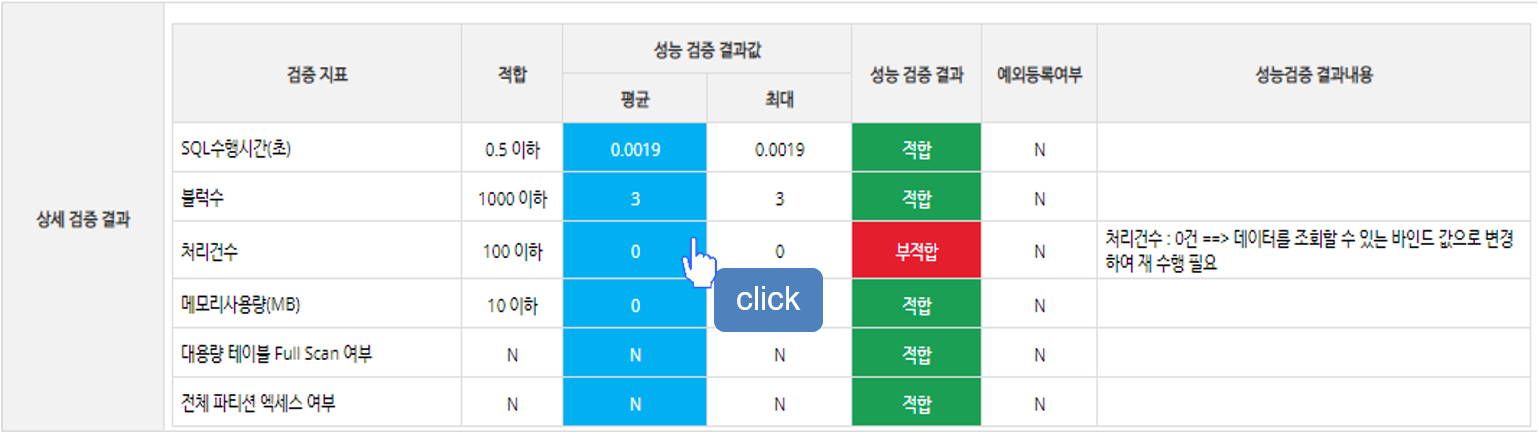 상세 검증 결과
검증 지표
적합
성능 검증 결과값
평균
최대
성능 검증 결과
예외등록여부
성능검증 결과내용
SQL수행시간(초)
0.5 이하
0.0019
0.0019
적합
N
블럭수
1000 이하
3
3
적합
N
처리건수
100 이하
0
0
부적합
N
처리건수 : 0건 ==> 데이터를 조회할 수 있는 바인드 값으로 변경
하여 재 수행 필요
메모리사용량(MB)
10 이하
0
click
적합
N
대용량 테이블 Full Scan 여부
N
N
N
적합
N
전체 파티션 엑세스 여부
N
N
N
적합
N